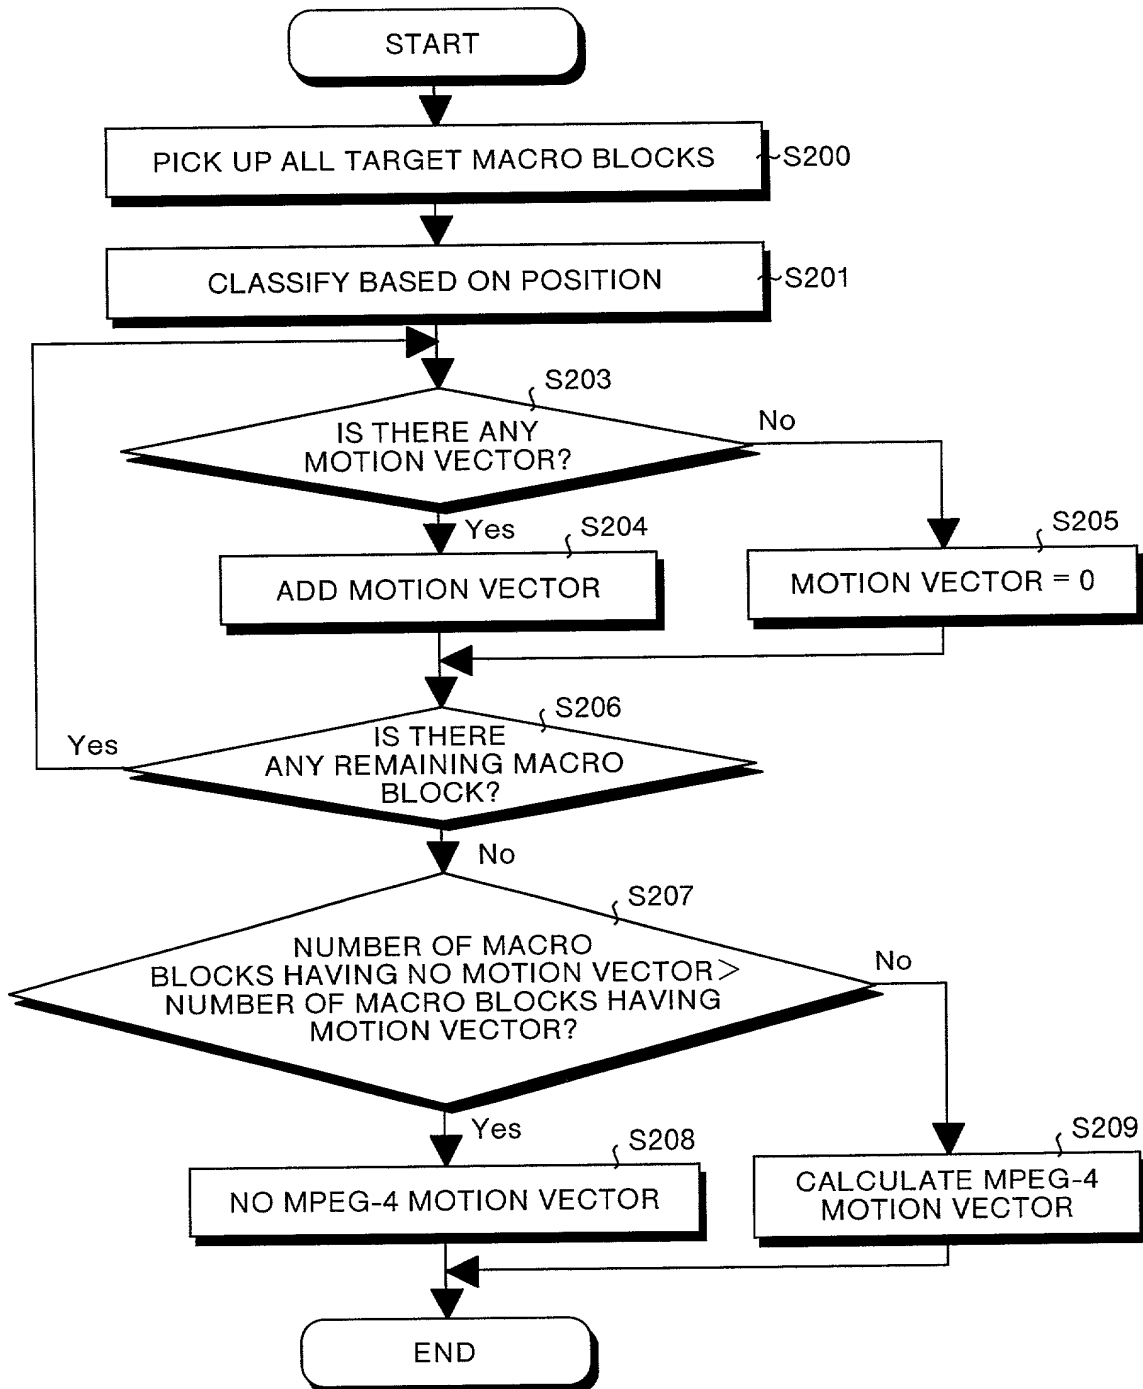 START
PICK UP ALL TARGET MACRO BLOCKS
S200
CLASSIFY BASED ON POSITION
S201
S203
IS THERE ANY
MOTION VECTOR?
No
Yes
S204
ADD MOTION VECTOR
S205
MOTION VECTOR = 0
S206
IS THERE
ANY REMAINING MACRO
BLOCK?
Yes
No
S207
NUMBER OF MACRO
BLOCKS HAVING NO MOTION VECTOR >
NUMBER OF MACRO BLOCKS HAVING
MOTION VECTOR?
No
Yes
S208
NO MPEG-4 MOTION VECTOR
S209
CALCULATE MPEG-4
MOTION VECTOR
END